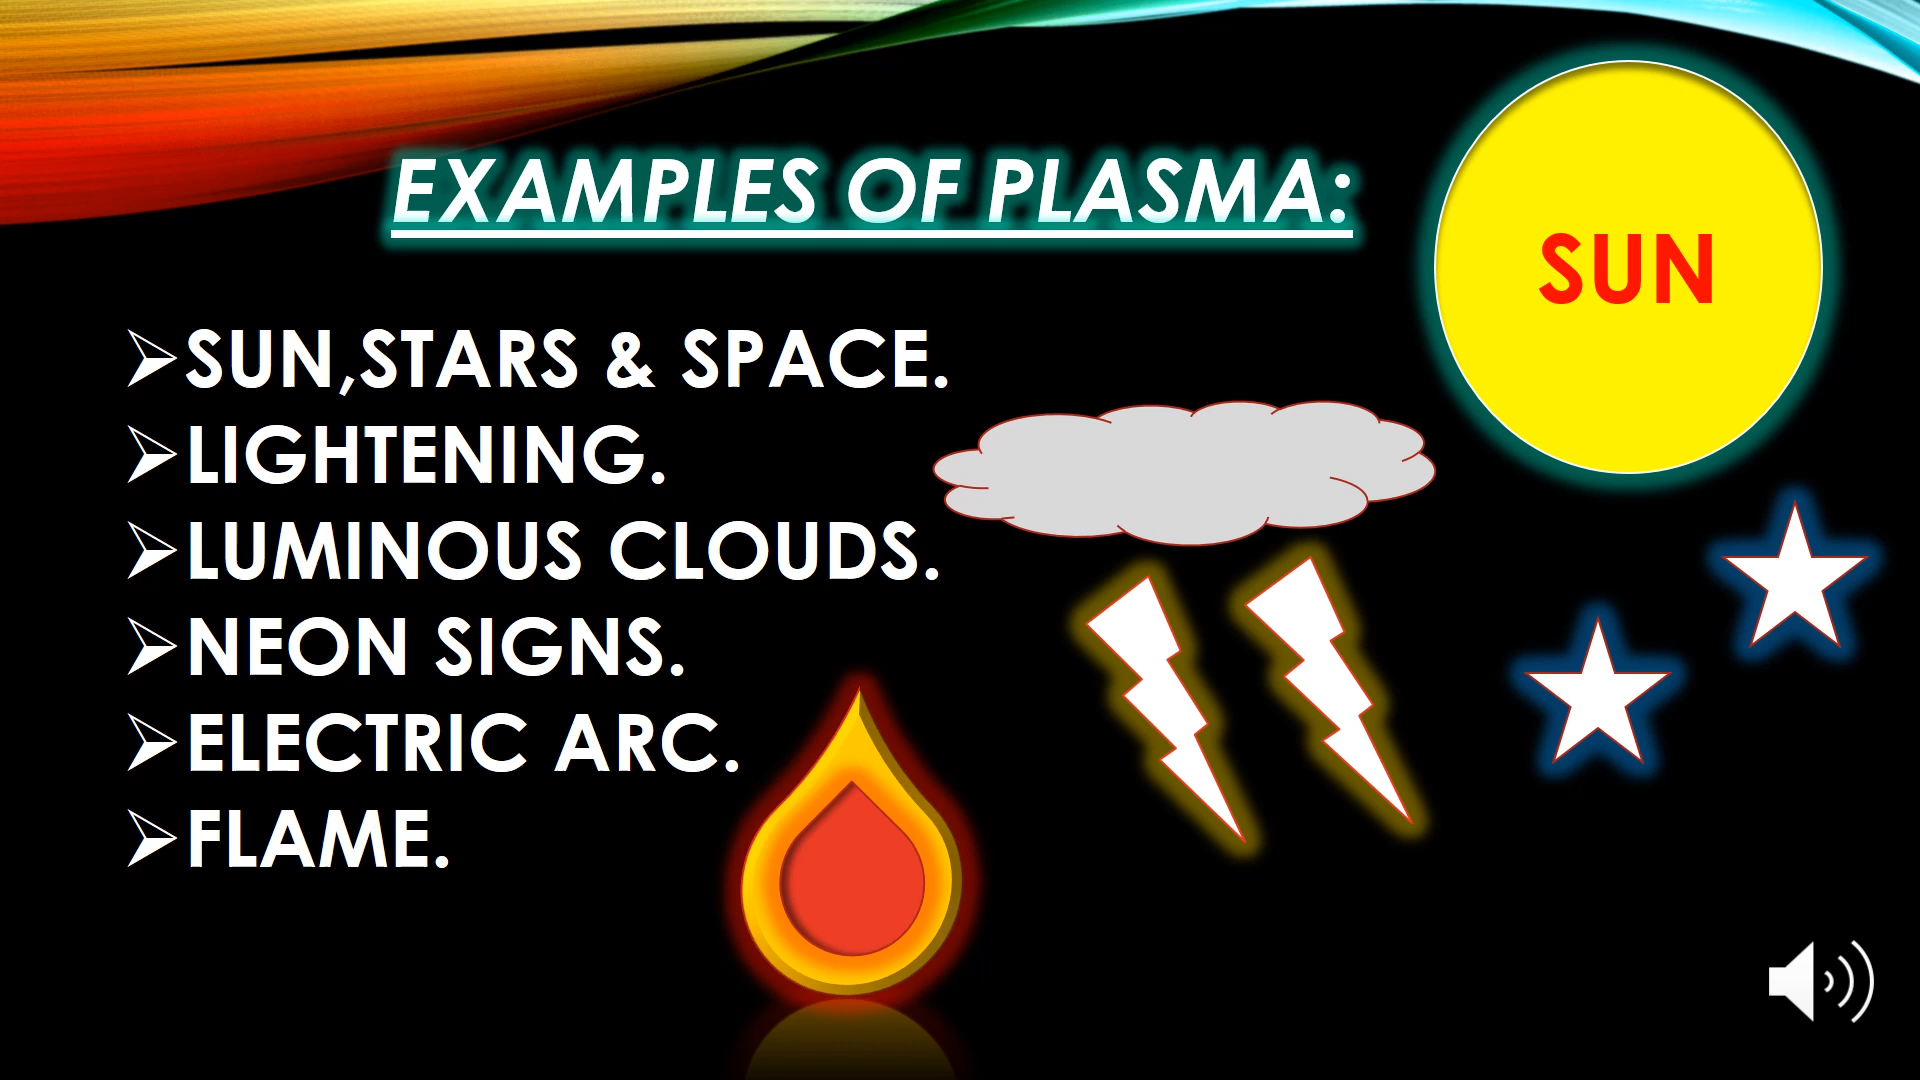 EXAMPLES OF PLASMA:
SUN
➢SUN,STARS & SPACE.
➢LIGHTENING.
➢LUMINOUS CLOUDS.
➢NEON SIGNS.
➢ELECTRIC ARC.
➢FLAME.